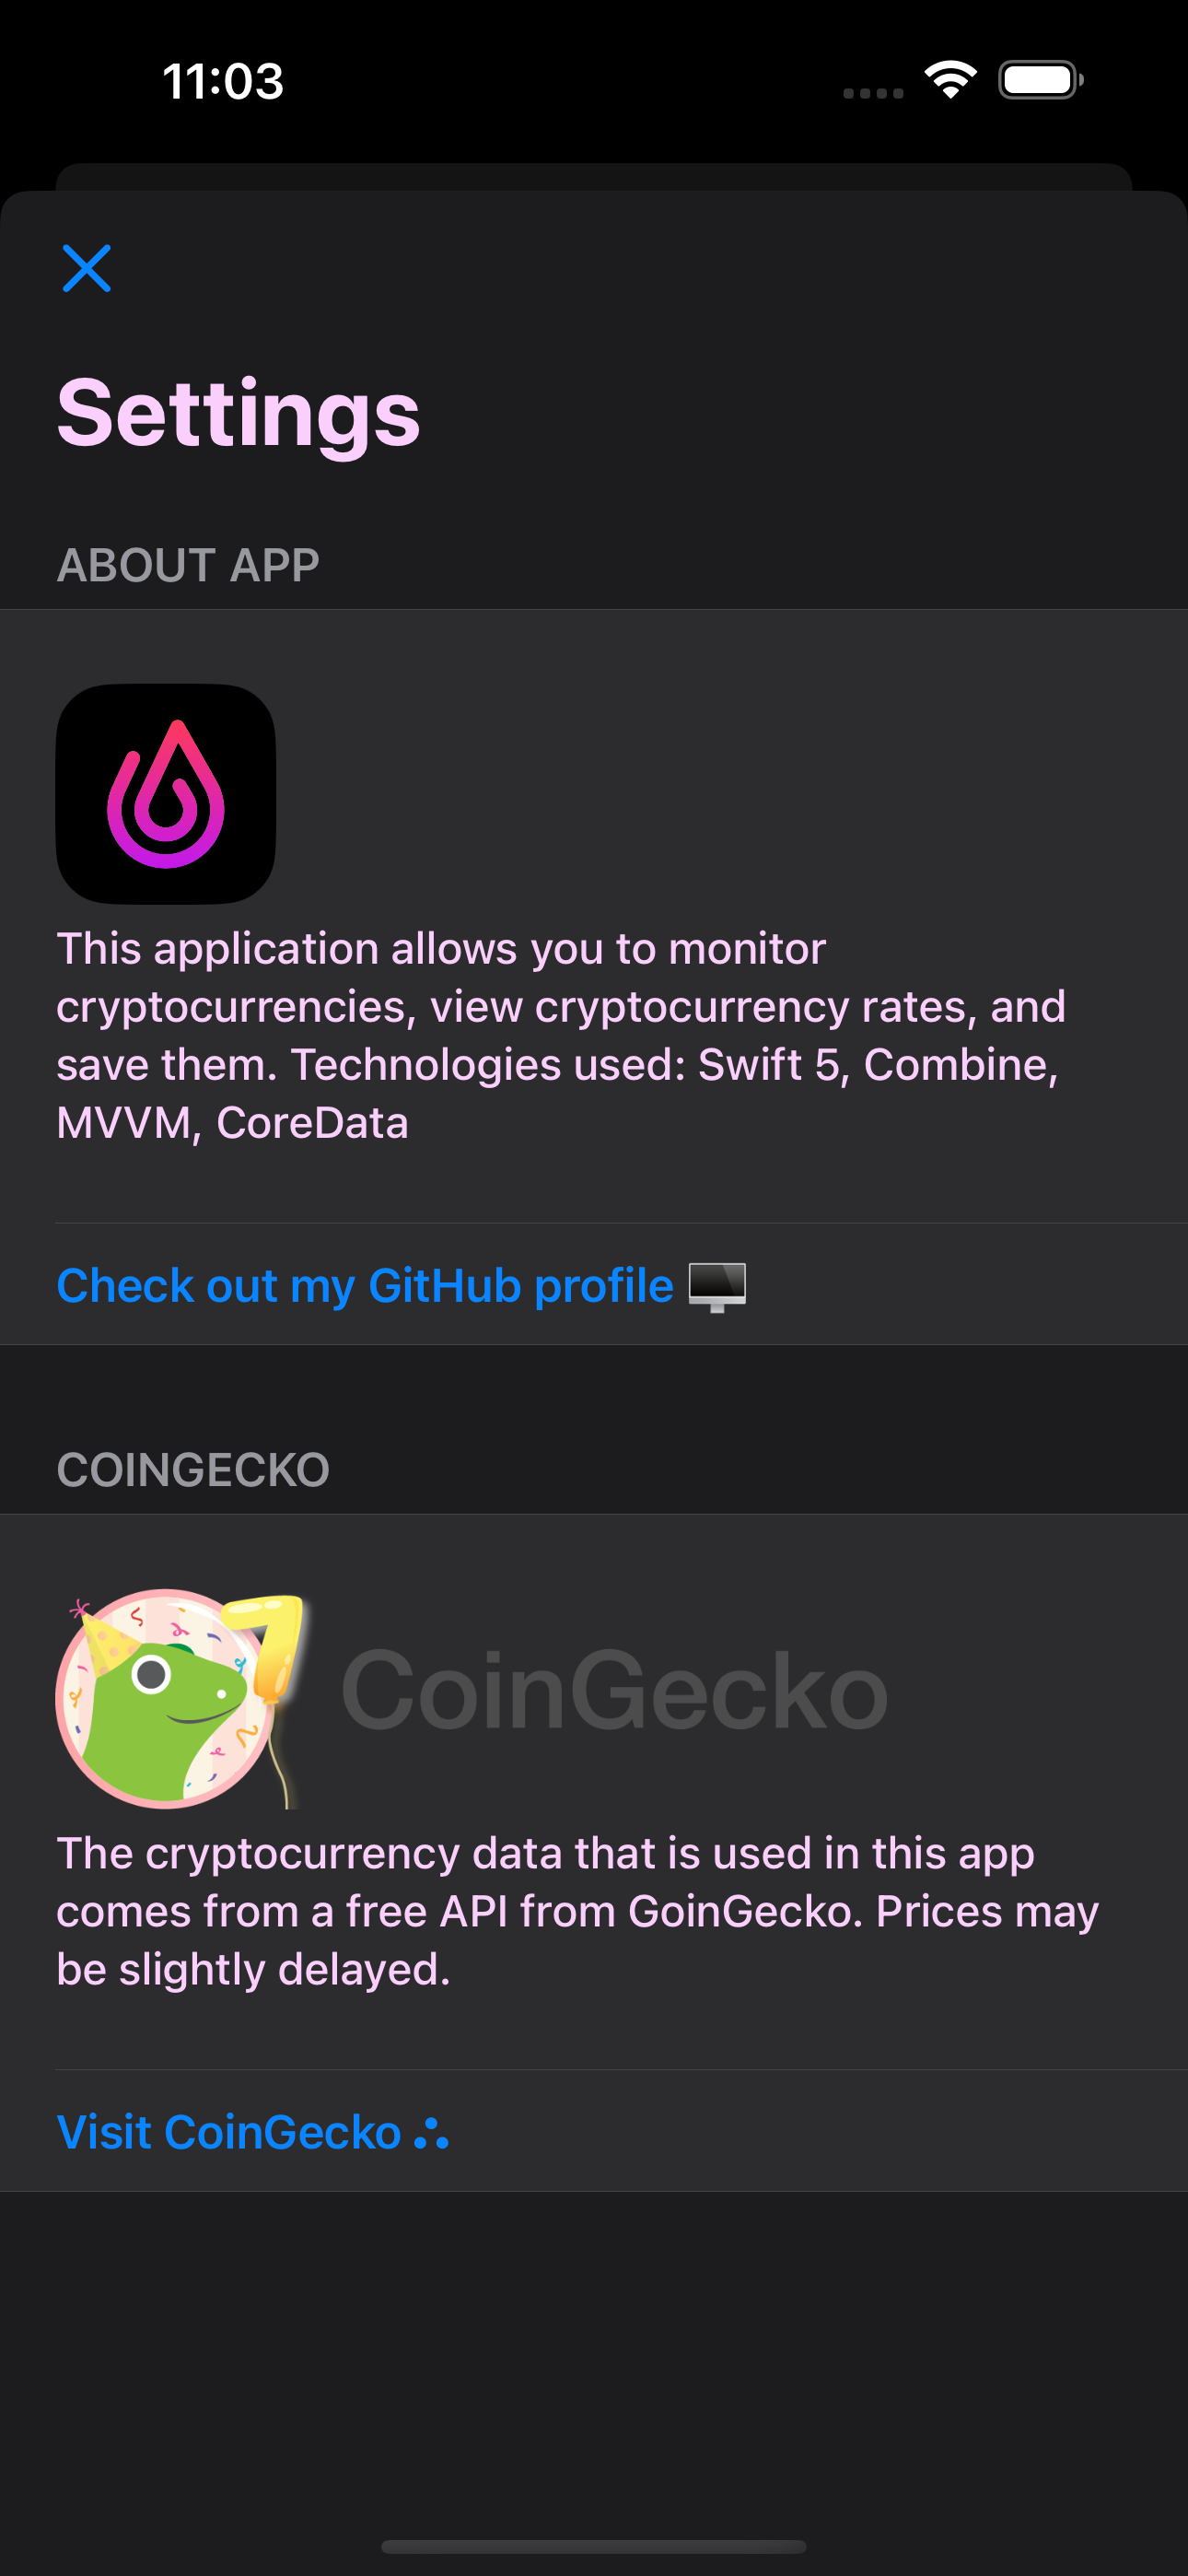 11:03
Settings
ABOUT APP
This application allows you to monitor
cryptocurrencies, view cryptocurrency rates, and
save them. Technologies used: Swift 5, Combine,
MVVM, CoreData
Check out my GitHub profile 🖥️
COINGECKO
7
CoinGecko
The cryptocurrency data that is used in this app
comes from a free API from GoinGecko. Prices may
be slightly delayed.
Visit CoinGecko ஃ